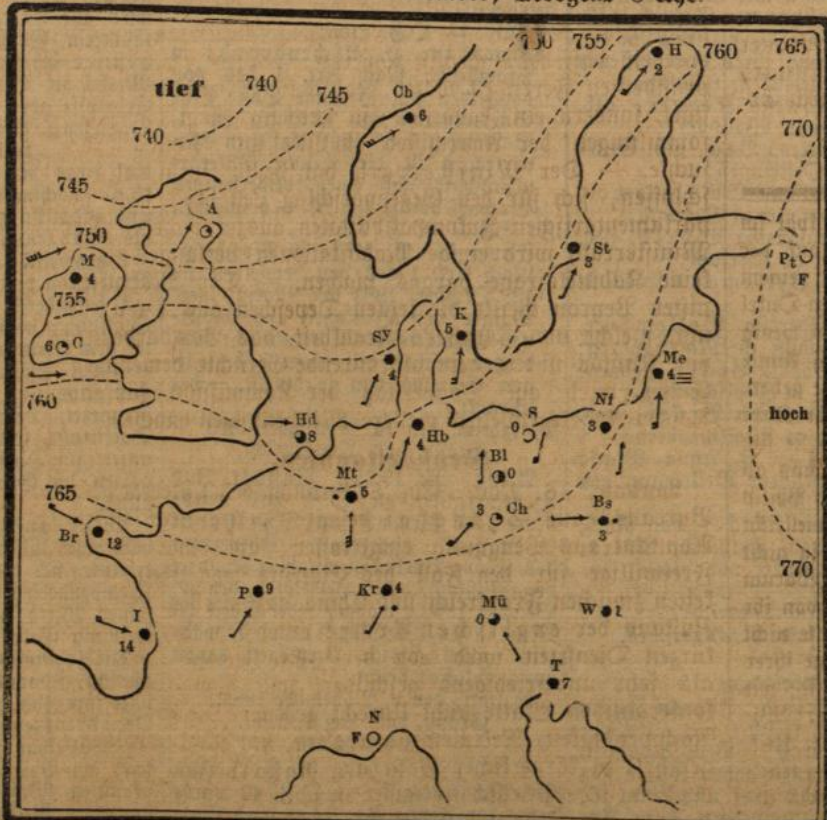 760
765
755
H
2
tief
740
Ch
6
745
770
740
745
A
750
M
4
St
3
Pt
F
755
K
5
Sy
4
6 C
Me
4
760
Hd
8
Hb
4
S
0
Nf
3
hoch
Bl
0
Mt
5
765
3 Ch
Bs
3
Br
12
770
P 9
Kr 4
Mü
0
W 1
I
14
T
7
N
F